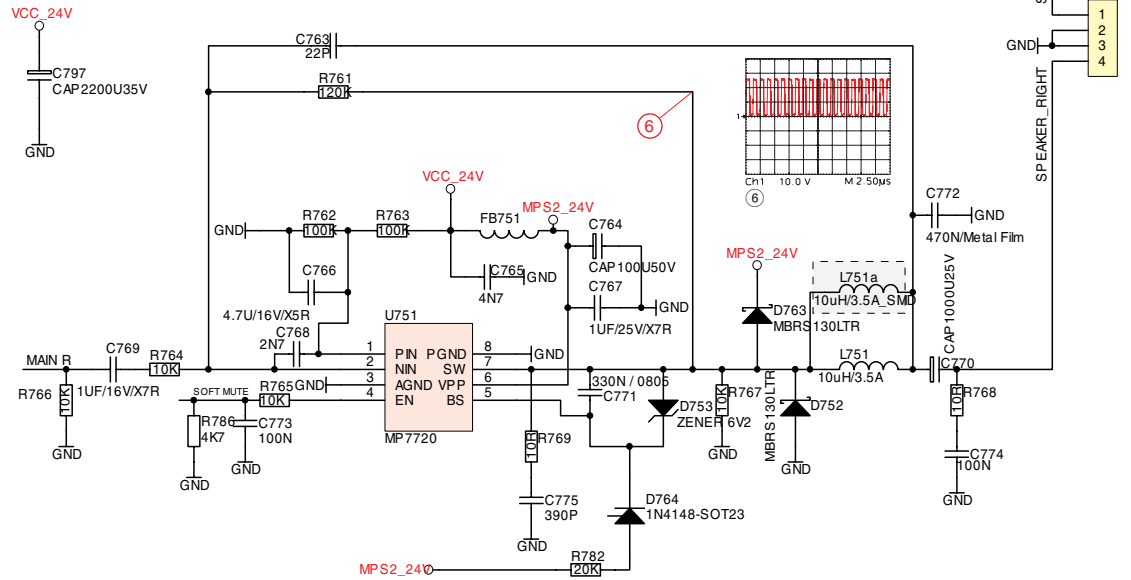 VCC_24V
C797
CAP2200U35V
GND
C763
22P
R761
120K
6
Ch1 10.0 V M 2.50µs
6
1
2
3
4
GND
SPEAKER_RIGHT
C772
470N/Metal Film
GND
VCC_24V
MPS2_24V
GND
R762
100K
R763
100K
FB751
C764
CAP100U50V
C766
4.7U/16V/X5R
C765
4N7
GND
C767
1UF/25V/X7R
GND
MPS2_24V
D763
MBRS130LTR
L751a
10uH/3.5A_SMD
L751
10uH/3.5A
CAP1000U25V
C770
C768
2N7
U751
1 PIN PGND 8
2 NIN SW 7
3 AGND VPP 6
4 EN BS 5
MP7720
GND
MAIN R
C769
1UF/16V/X7R
R764
10K
R766
10K
GND
SOFT MUTE
R765
10K
GND
R786
4K7
GND
C773
100N
GND
330N / 0805
C771
D753
ZENER 6V2
R767
10K
GND
MBRS130LTR
D752
GND
R768
10R
C774
100N
GND
R769
10R
C775
390P
GND
D764
1N4148-SOT23
MPS2_24V
R782
20K